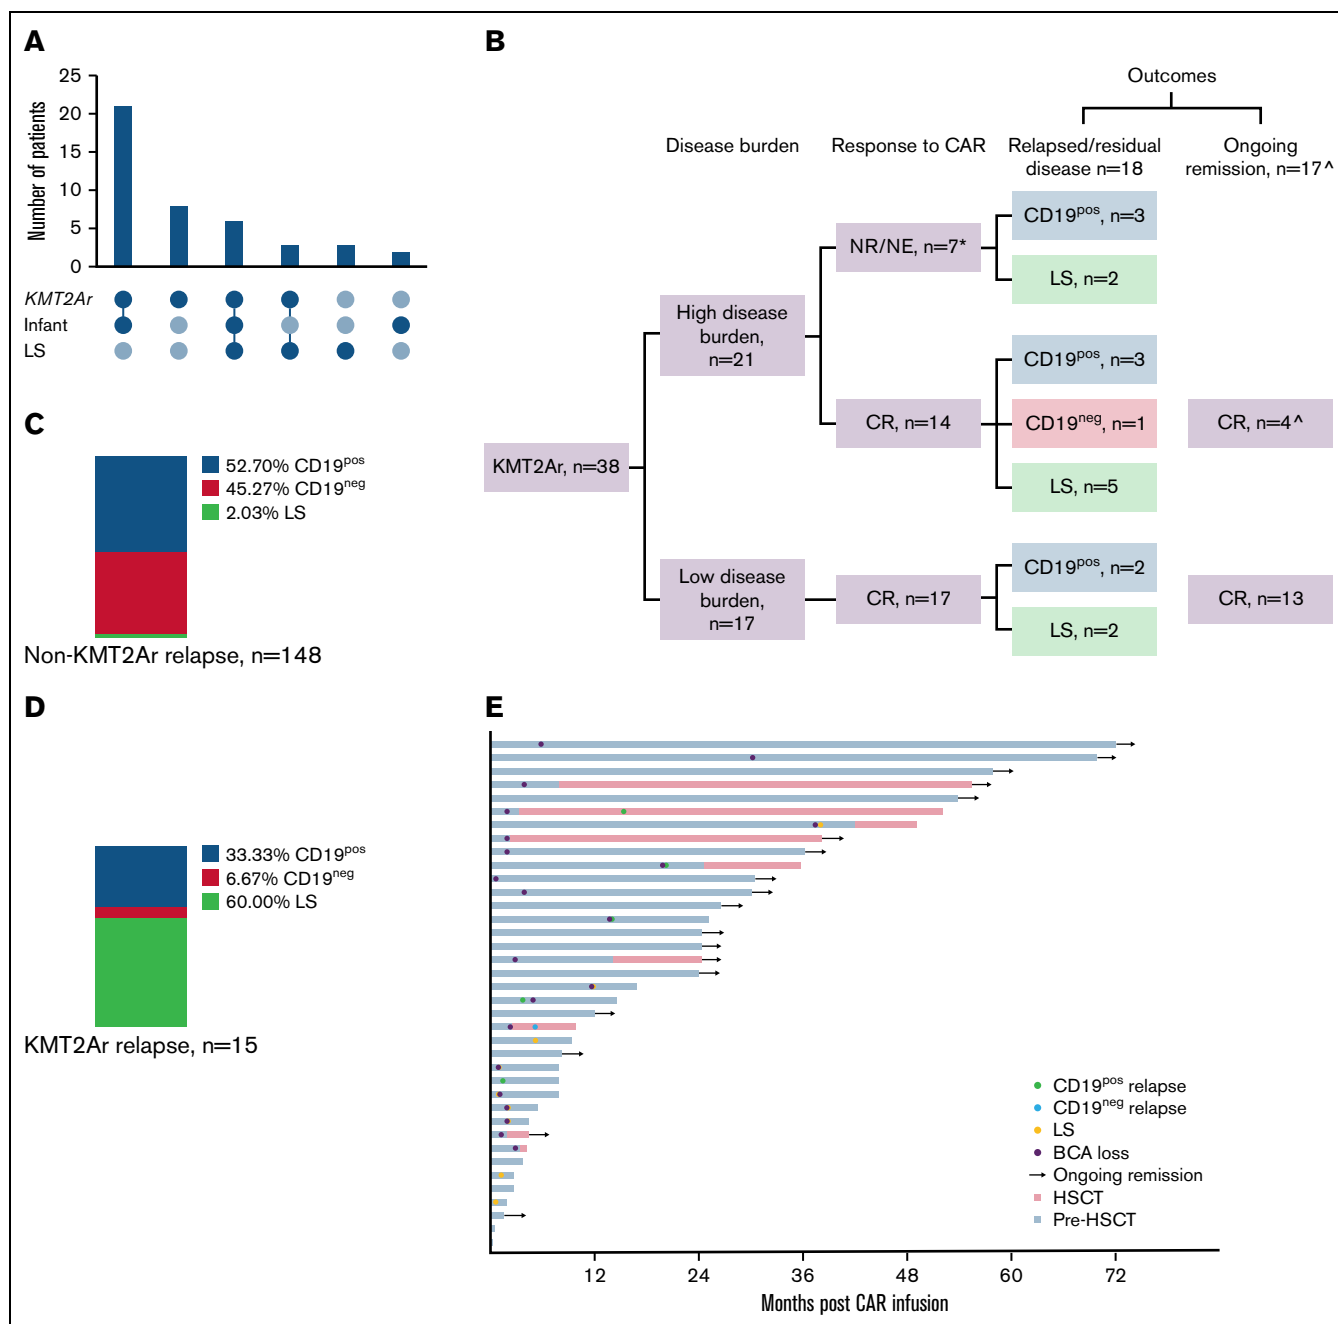 A
25
20
15
10
5
0
Number of patients
KMT2Ar
Infant
LS
B
Outcomes
Disease burden
Response to CAR
Relapsed/residual
disease n=18
Ongoing
remission, n=17^
KMT2Ar, n=38
High disease
burden,
n=21
Low disease
burden,
n=17
NR/NE, n=7*
CR, n=14
CR, n=17
CD19pos, n=3
LS, n=2
CD19pos, n=3
CD19neg, n=1
LS, n=5
CD19pos, n=2
LS, n=2
CR, n=4^
CR, n=13
C
52.70% CD19pos
45.27% CD19neg
2.03% LS
Non-KMT2Ar relapse, n=148
D
33.33% CD19pos
6.67% CD19neg
60.00% LS
KMT2Ar relapse, n=15
E
CD19pos relapse
CD19neg relapse
LS
BCA loss
Ongoing remission
HSCT
Pre-HSCT
12 24 36 48 60 72
Months post CAR infusion